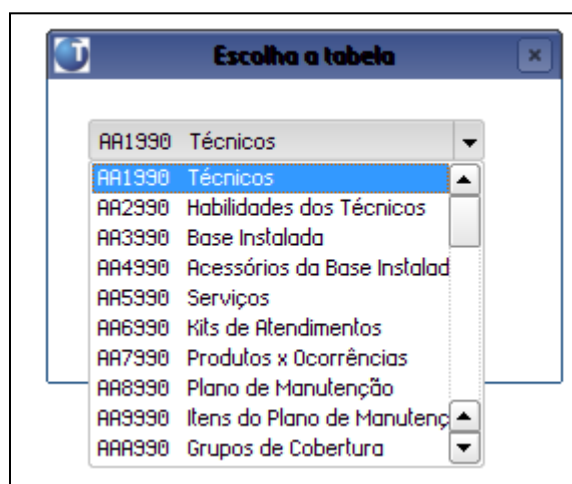 Escolha a tabela
AA1990 Técnicos
AA1990 Técnicos
AA2990 Habilidades dos Técnicos
AA3990 Base Instalada
AA4990 Acessórios da Base Instalad
AA5990 Serviços
AA6990 Kits de Atendimentos
AA7990 Produtos x Ocorrências
AA8990 Plano de Manutenção
AA9990 Itens do Plano de Manutenç
AAA990 Grupos de Cobertura